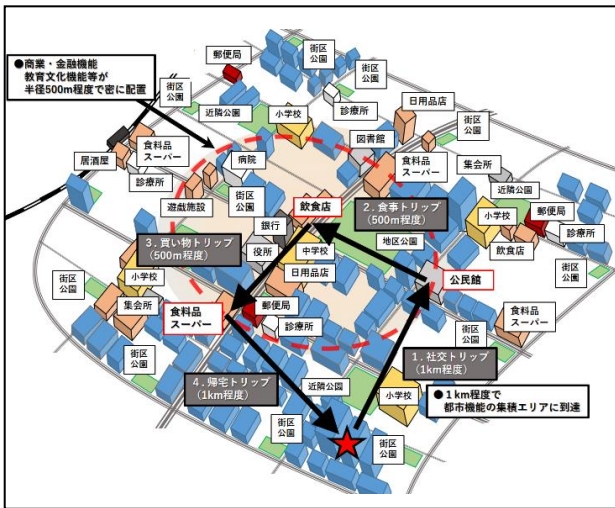 ●商業・金融機能
教育文化機能等が
半径500m程度で密に配置
郵便局
街区
公園
街区
公園
街区
公園
近隣公園
小学校
診療所
日用品店
街区
公園
図書館
居酒屋
食料品
スーパー
病院
食料品
スーパー
集会所
診療所
街区
公園
近隣公園
遊戯施設
飲食店
2．食事トリップ
（500m程度）
小学校
郵便局
銀行
診療所
3．買い物トリップ
（500m程度）
役所
中学校
地区公園
飲食店
街区
公園
小学校
日用品店
公民館
街区
公園
集会所
食料品
スーパー
郵便局
食料品
スーパー
診療所
街区
公園
1．社交トリップ
（1km程度）
街区
公園
4．帰宅トリップ
（1km程度）
近隣公園
小学校
●１km程度で
都市機能の集積エリアに到達
街区
公園
街区
公園